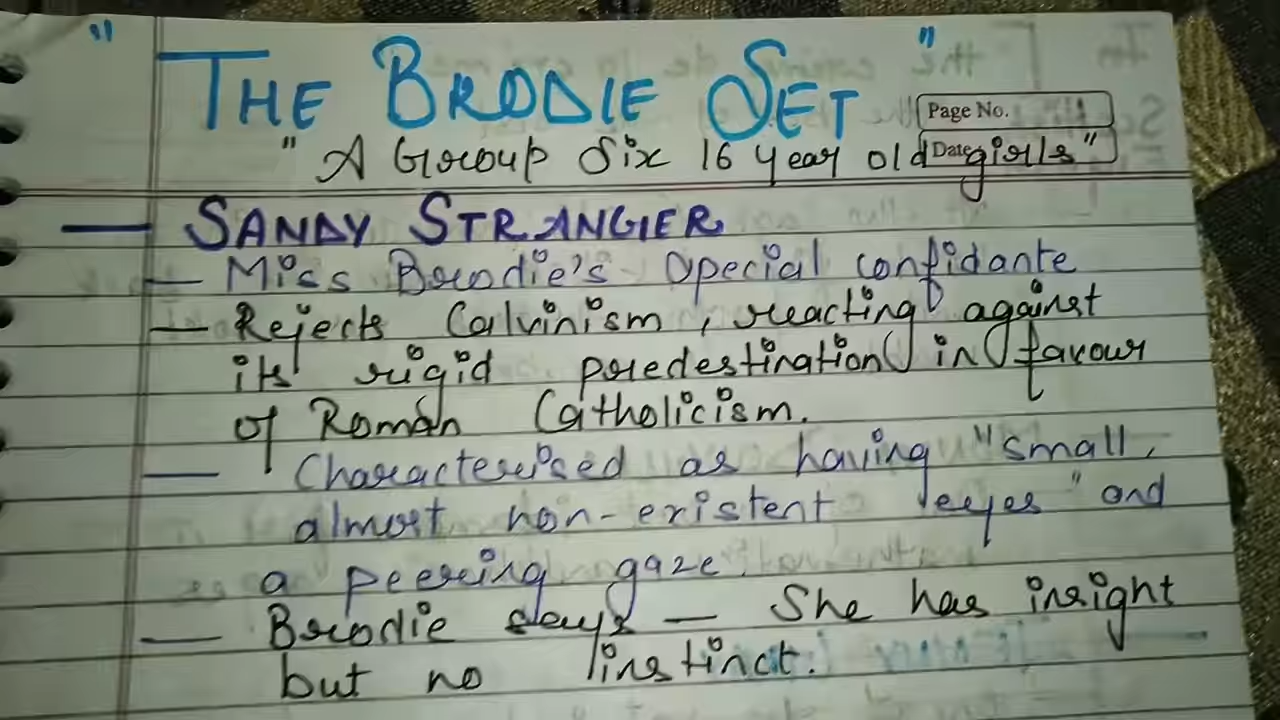 " THE BRODIE SET "
Page No.
Date
" A Group Six 16 year old girls "
— SANDY STRANGER
— Miss Brodie's special confidante
— Rejects Calvinism, reacting against
its rigid predestination in favour
of Roman Catholicism.
— Characterised as having "small,
almost non-existent eyes" and
a peering gaze.
— Brodie says — She has insight
but no instinct.